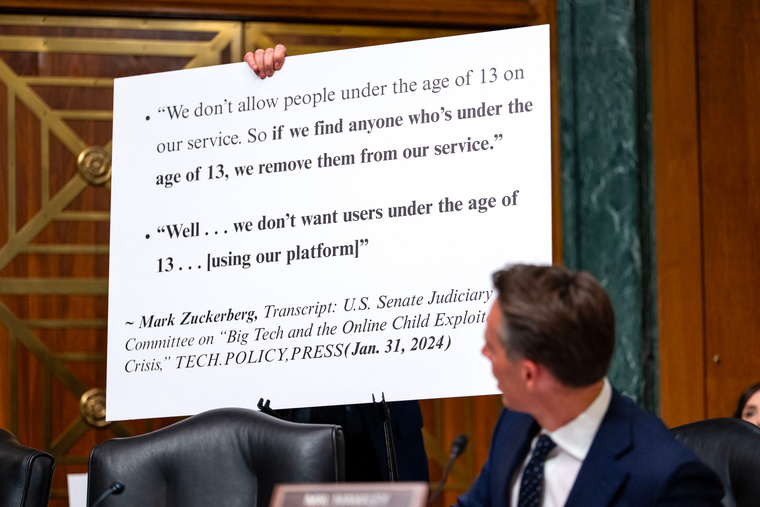 • “We don’t allow people under the age of 13 on
our service. So if we find anyone who’s under the
age of 13, we remove them from our service.”
• “Well . . . we don’t want users under the age of
13 . . . [using our platform]”
~ Mark Zuckerberg, Transcript: U.S. Senate Judiciary
Committee on “Big Tech and the Online Child Exploit
Crisis,” TECH.POLICY,PRESS(Jan. 31, 2024)